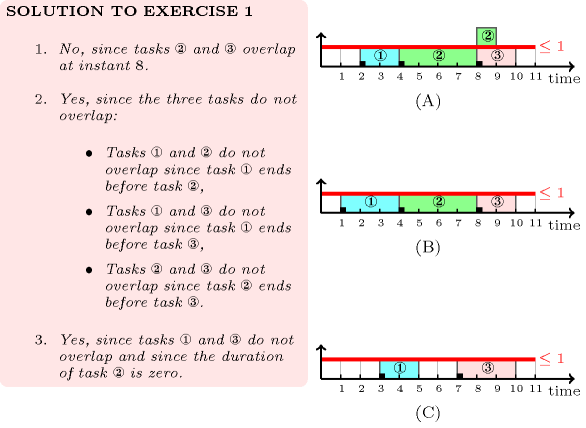 SOLUTION TO EXERCISE 1
1. No, since tasks ② and ③ overlap
at instant 8.
2. Yes, since the three tasks do not
overlap:
• Tasks ① and ② do not
overlap since task ① ends
before task ②,
• Tasks ① and ③ do not
overlap since task ① ends
before task ③,
• Tasks ② and ③ do not
overlap since task ② ends
before task ③.
3. Yes, since tasks ① and ③ do not
overlap and since the duration
of task ② is zero.
②
① ② ③ ≤ 1
1 2 3 4 5 6 7 8 9 10 11
time
(A)
① ② ③ ≤ 1
1 2 3 4 5 6 7 8 9 10 11
time
(B)
① ③ ≤ 1
1 2 3 4 5 6 7 8 9 10 11
time
(C)